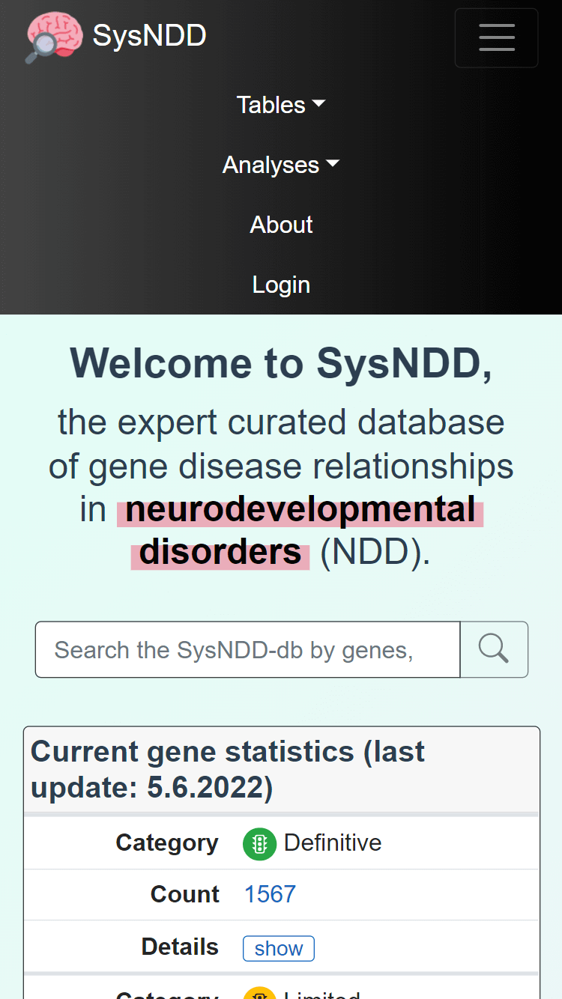 SysNDD
Tables
Analyses
About
Login
Welcome to SysNDD,
the expert curated database
of gene disease relationships
in neurodevelopmental
disorders (NDD).
Search the SysNDD-db by genes,
Current gene statistics (last
update: 5.6.2022)
Category Definitive
Count 1567
Details show
Category Limited